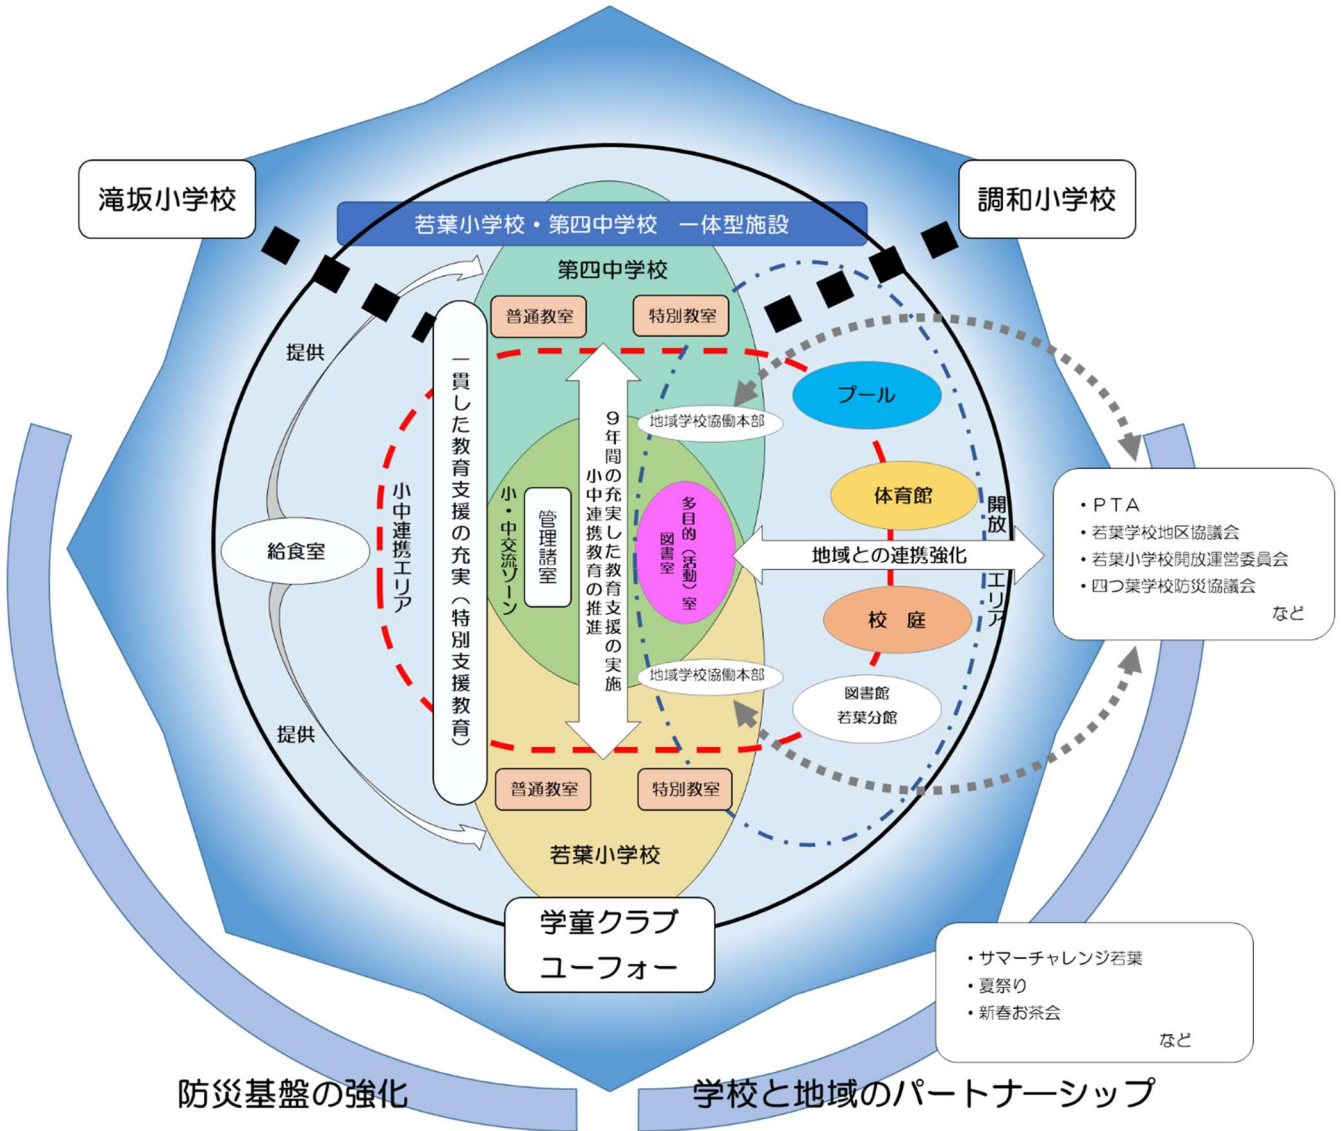 滝坂小学校
調和小学校
若葉小学校・第四中学校　一体型施設
第四中学校
普通教室
特別教室
提供
プール
地域学校協働本部
一貫した教育支援の充実（特別支援教育）
9年間の充実した教育支援の実施
小中連携教育の推進
小中連携エリア
小・中交流ゾーン
管理諸室
多目的（活動）室
図書室
体育館
開放
エリア
給食室
地域との連携強化
・PTA
・若葉学校地区協議会
・若葉小学校開放運営委員会
・四つ葉学校防災協議会
など
校　庭
地域学校協働本部
図書館
若葉分館
提供
普通教室
特別教室
若葉小学校
学童クラブ
ユーフォー
・サマーチャレンジ若葉
・夏祭り
・新春お茶会
など
防災基盤の強化
学校と地域のパートナーシップ